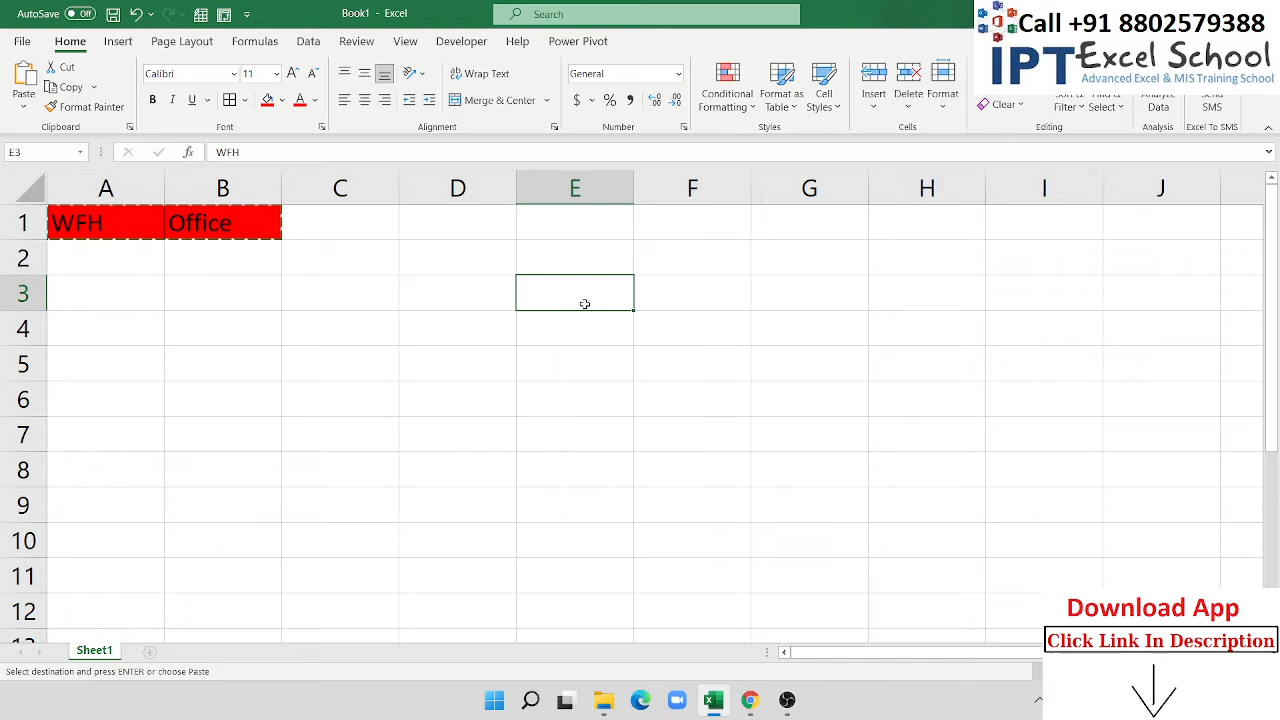 AutoSave Off
Book1 - Excel
Search
Call +91 8802579388
IPT Excel School
Advanced Excel & MIS Training School
File Home Insert Page Layout Formulas Data Review View Developer Help Power Pivot
Paste
Cut
Copy
Format Painter
Calibri 11
B I U
Wrap Text
Merge & Center
General
$ % 9
Conditional Formatting
Format as Table
Cell Styles
Insert Delete Format
Clear
Filter Select
Data
SMS
Clipboard Font Alignment Number Styles Cells Editing Analysis Excel To SMS
E3 fx WFH
A B C D E F G H I J
1 WFH Office
2
3
4
5
6
7
8
9
10
11
12
Download App
Click Link In Description
Sheet1
Select destination and press ENTER or choose Paste